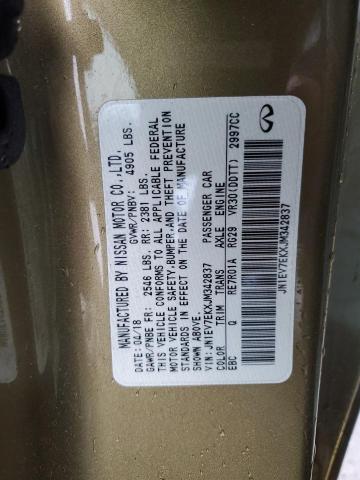 MANUFACTURED BY NISSAN MOTOR CO.,LTD.
DATE: 04/18 GVWR/PNBV: 4905 LBS.
GAWR/PNBE FR: 2546 LBS. RR: 2381 LBS.
THIS VEHICLE CONFORMS TO ALL APPLICABLE FEDERAL
MOTOR VEHICLE SAFETY,BUMPER,AND THEFT PREVENTION
STANDARDS IN EFFECT ON THE DATE OF MANUFACTURE
SHOWN ABOVE.
VIN: JN1EV7EKXJM342837 PASSENGER CAR
COLOR TRIM TRANS AXLE ENGINE
EBC Q RE7R01A RG29 VR30(DDTT) 2997CC
JN1EV7EKXJM342837